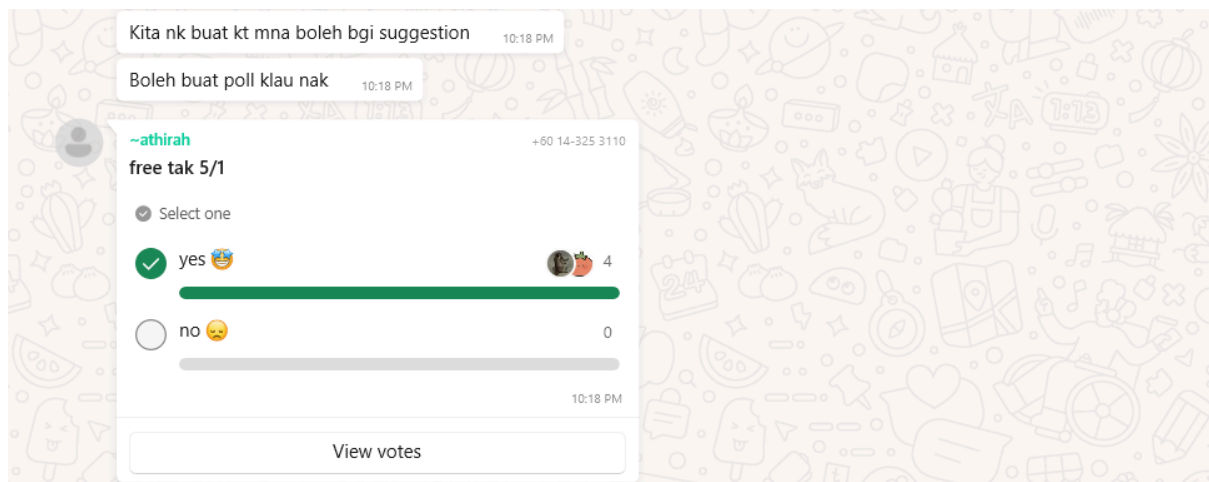 Kita nk buat kt mna boleh bgi suggestion 10:18 PM
Boleh buat poll klau nak 10:18 PM
~athirah +60 14-325 3110
free tak 5/1
Select one
yes 🤩 4
no 😞 0
10:18 PM
View votes